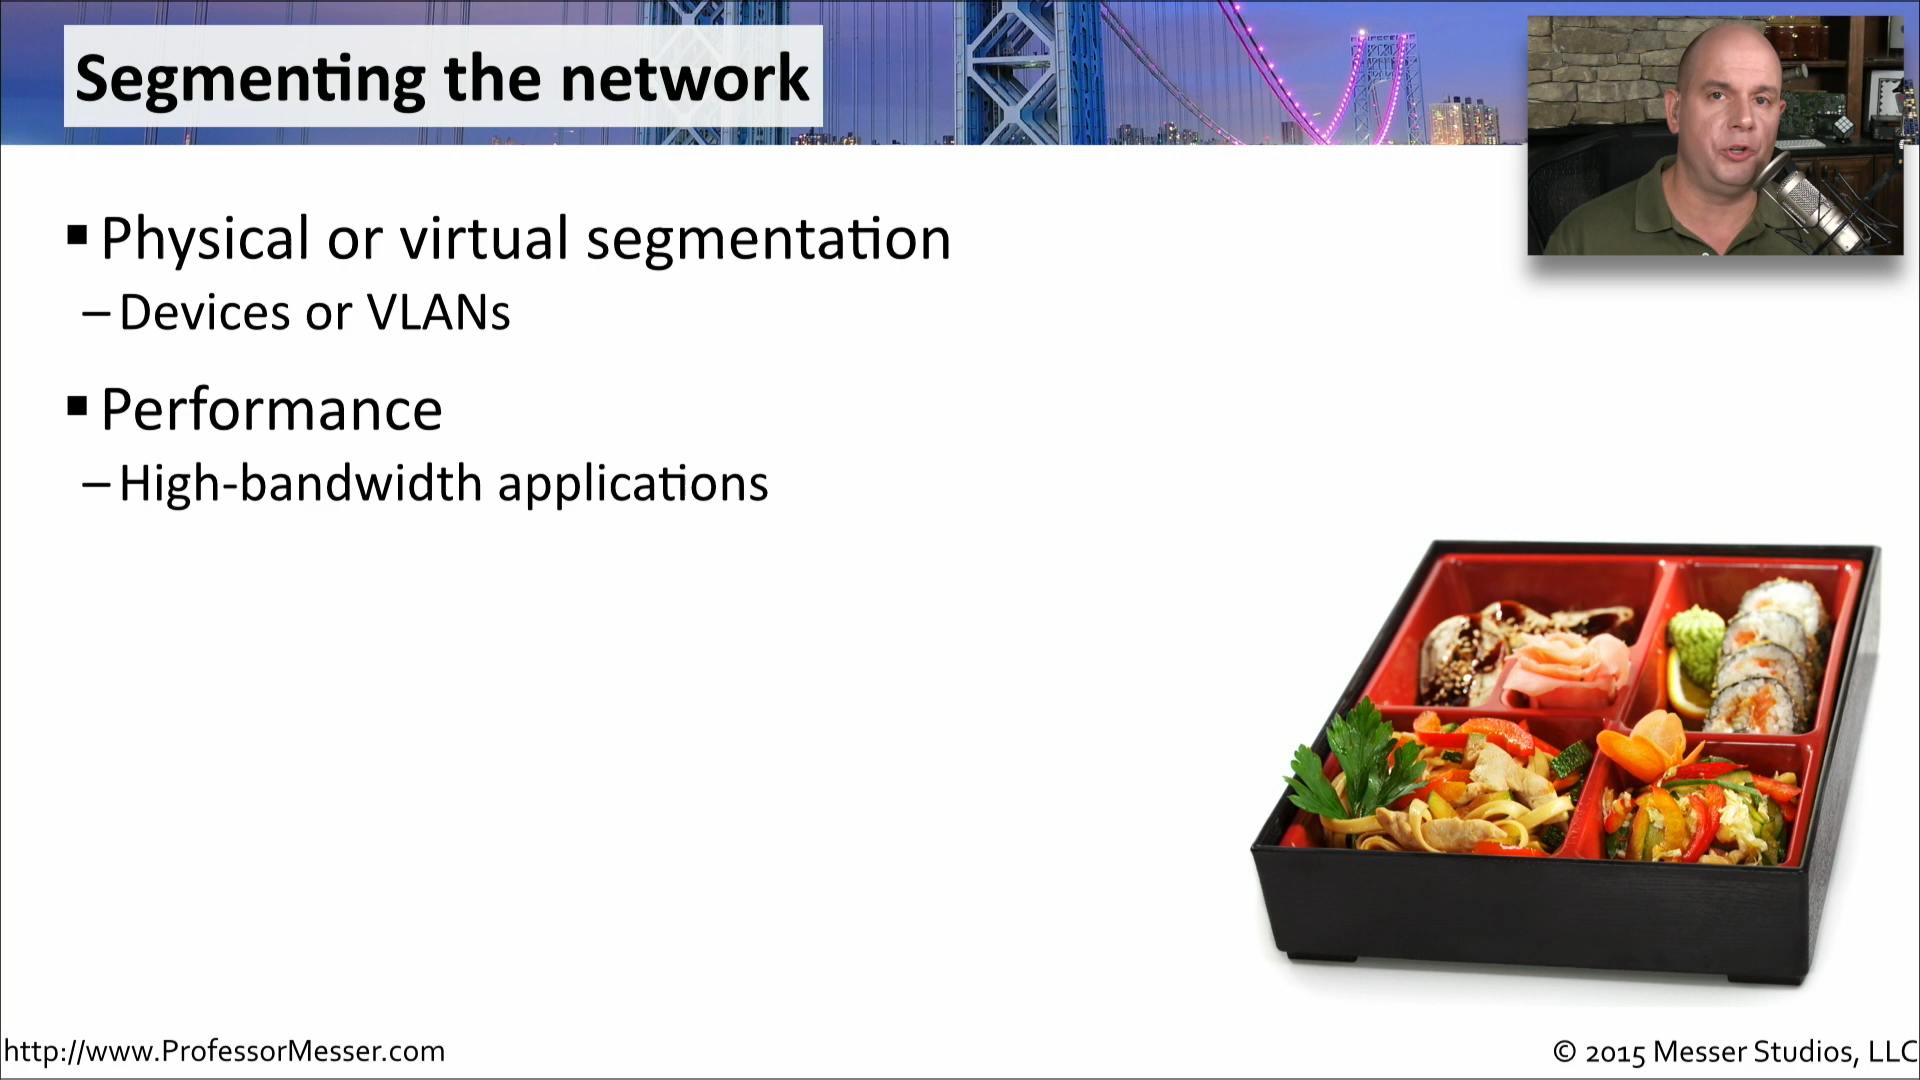 Segmenting the network
▪ Physical or virtual segmentation
– Devices or VLANs
▪ Performance
– High-bandwidth applications
http://www.ProfessorMesser.com
© 2015 Messer Studios, LLC